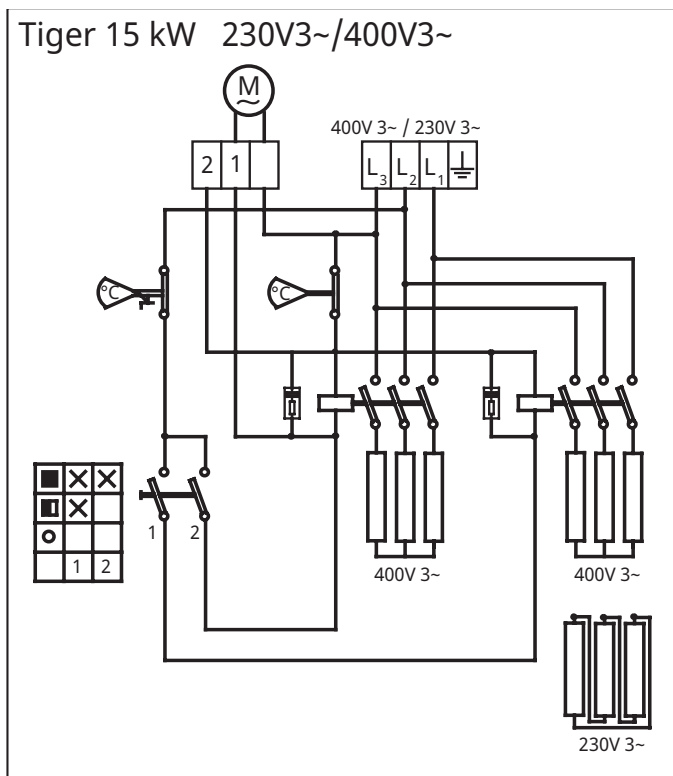 Tiger 15 kW 230V3~/400V3~
M
~
400V 3~ / 230V 3~
2 1
L3 L2 L1
°C
°C
1 2
1 2
400V 3~
400V 3~
230V 3~